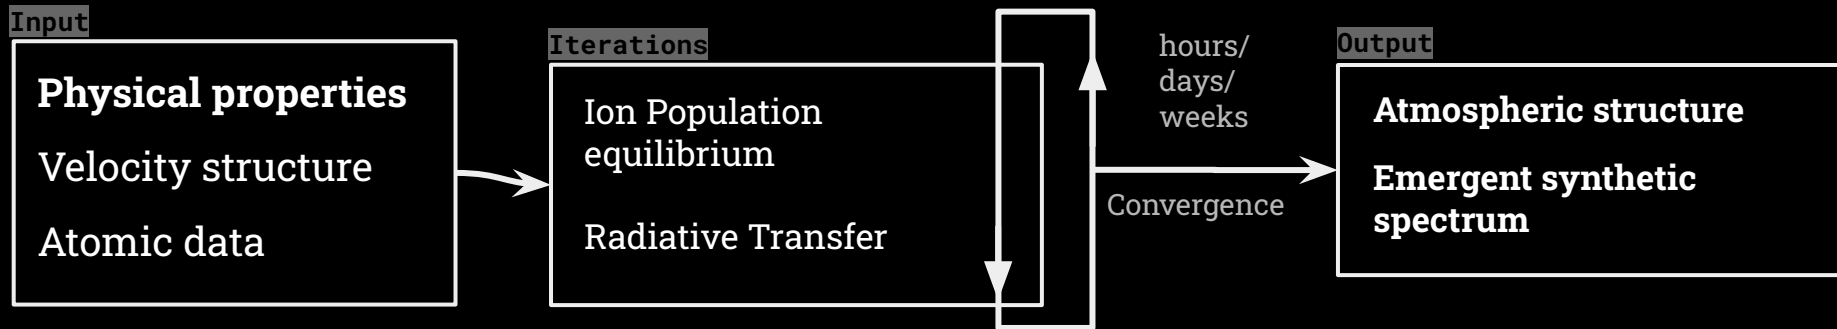 Input
Physical properties
Velocity structure
Atomic data
Iterations
Ion Population
equilibrium
Radiative Transfer
hours/
days/
weeks
Convergence
Output
Atmospheric structure
Emergent synthetic
spectrum